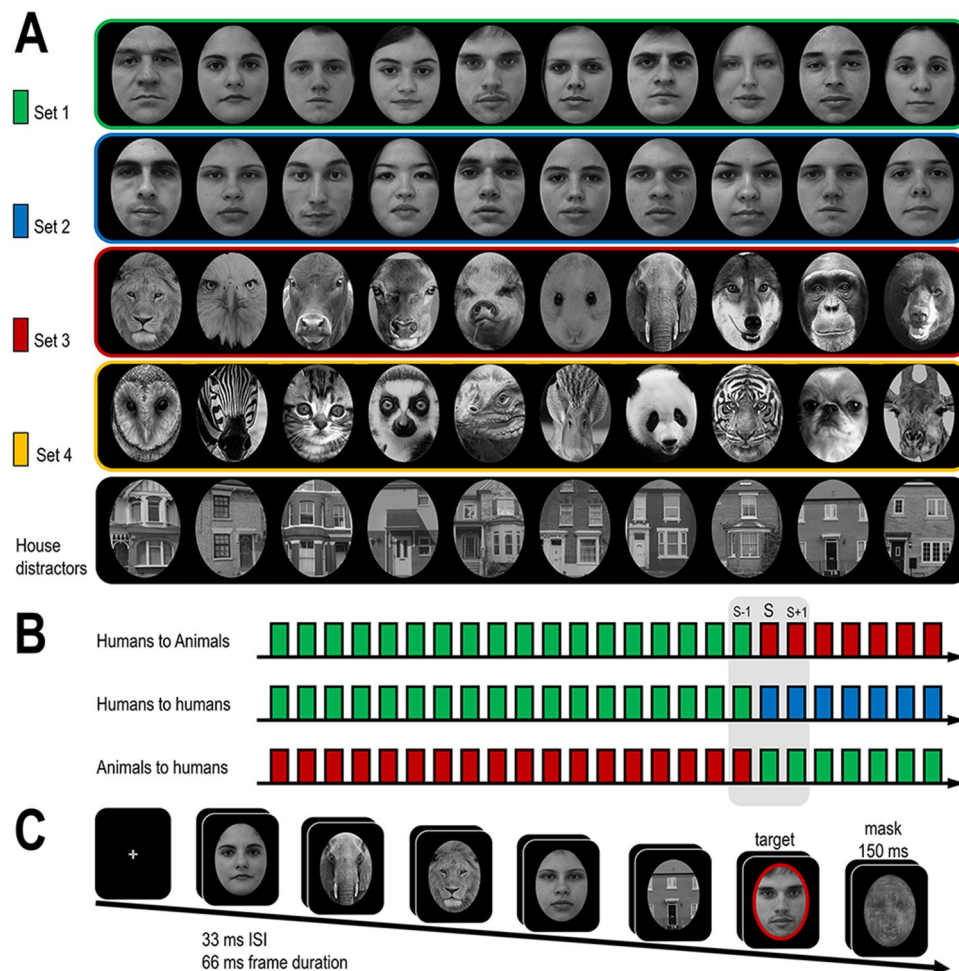 A
Set 1
Set 2
Set 3
Set 4
House
distractors
B
S-1 S S+1
Humans to Animals
Humans to humans
Animals to humans
C
target
mask
150 ms
33 ms ISI
66 ms frame duration